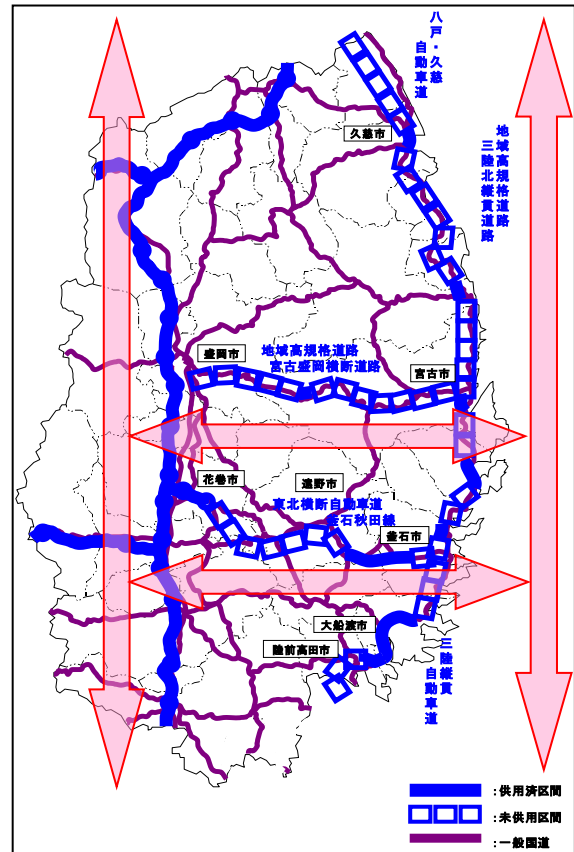 八戸・久慈
自動車道
久慈市
地域高規格道路
三陸北縦貫道路
盛岡市
地域高規格道路
宮古盛岡横断道路
宮古市
花巻市
遠野市
東北横断自動車道
釜石秋田線
釜石市
大船渡市
陸前高田市
三陸縦貫
自動車道
:供用済区間
:未供用区間
:一般国道